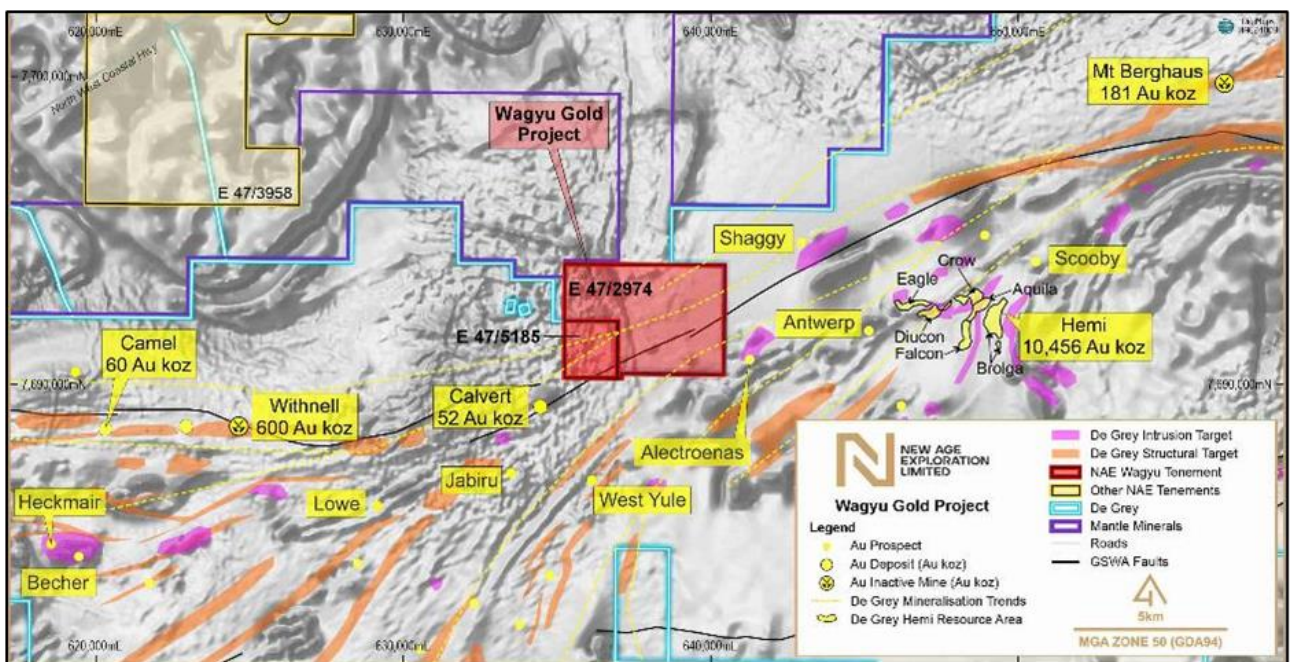 620,000mE
630,000mE
640,000mE
7,700,000mN
North West Coastal Hwy
Mt Berghaus
181 Au koz
Wagyu Gold
Project
E 47/3958
Shaggy
Scooby
E 47/2974
Crow
Eagle
Aquila
E 47/5185
Antwerp
Diucon
Falcon
Brolga
Hemi
10,456 Au koz
Camel
60 Au koz
7,690,000mN
7,690,000mN
Withnell
600 Au koz
Calvert
52 Au koz
Alectroenas
Heckmair
Lowe
Jabiru
West Yule
Becher
620,000mE
630,000mE
640,000mE
NEW AGE
EXPLORATION
LIMITED
Wagyu Gold Project
Legend
Au Prospect
Au Deposit (Au koz)
Au Inactive Mine (Au koz)
De Grey Mineralisation Trends
De Grey Hemi Resource Area
De Grey Intrusion Target
De Grey Structural Target
NAE Wagyu Tenement
Other NAE Tenements
De Grey
Mantle Minerals
Roads
GSWA Faults
5km
MGA ZONE 50 (GDA94)